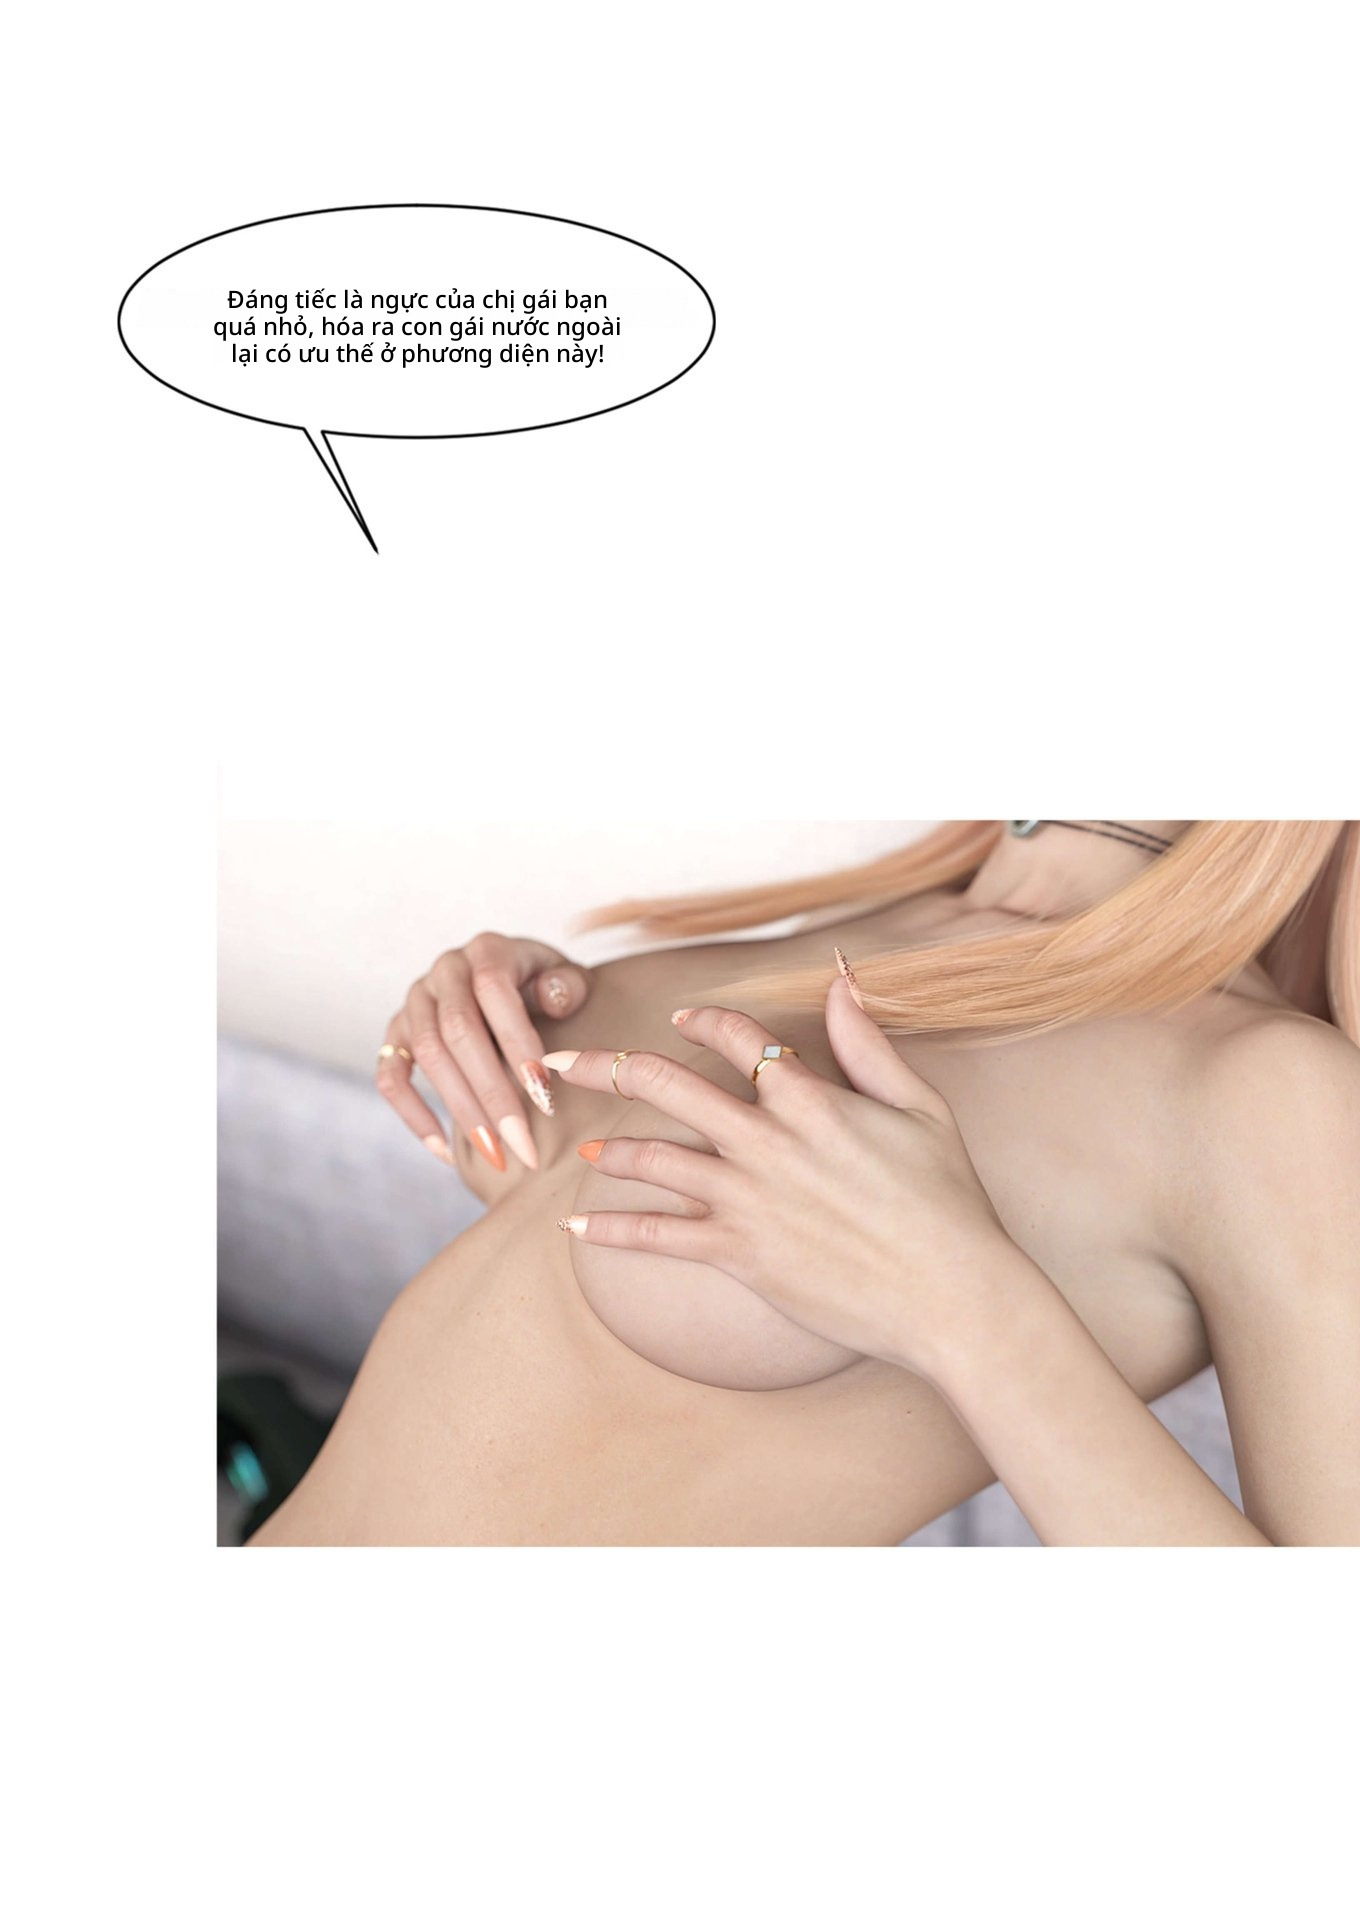 Đáng tiếc là ngực của chị gái bạn
quá nhỏ, hóa ra con gái nước ngoài
lại có ưu thế ở phương diện này!